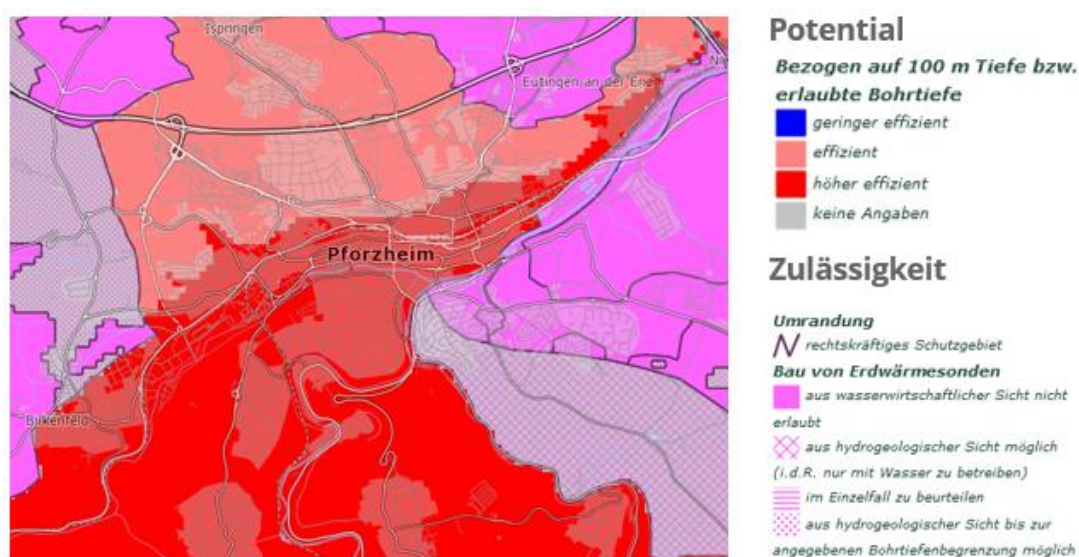 Ispringen
Eutingen an der Enz
Ni
Pforzheim
Birkenfeld
Potential
Bezogen auf 100 m Tiefe bzw.
erlaubte Bohrtiefe
geringer effizient
effizient
höher effizient
keine Angaben
Zulässigkeit
Umrandung
rechtskräftiges Schutzgebiet
Bau von Erdwärmesonden
aus wasserwirtschaftlicher Sicht nicht
erlaubt
aus hydrogeologischer Sicht möglich
(i.d.R. nur mit Wasser zu betreiben)
im Einzelfall zu beurteilen
aus hydrogeologischer Sicht bis zur
angegebenen Bohrtiefenbegrenzung möglich